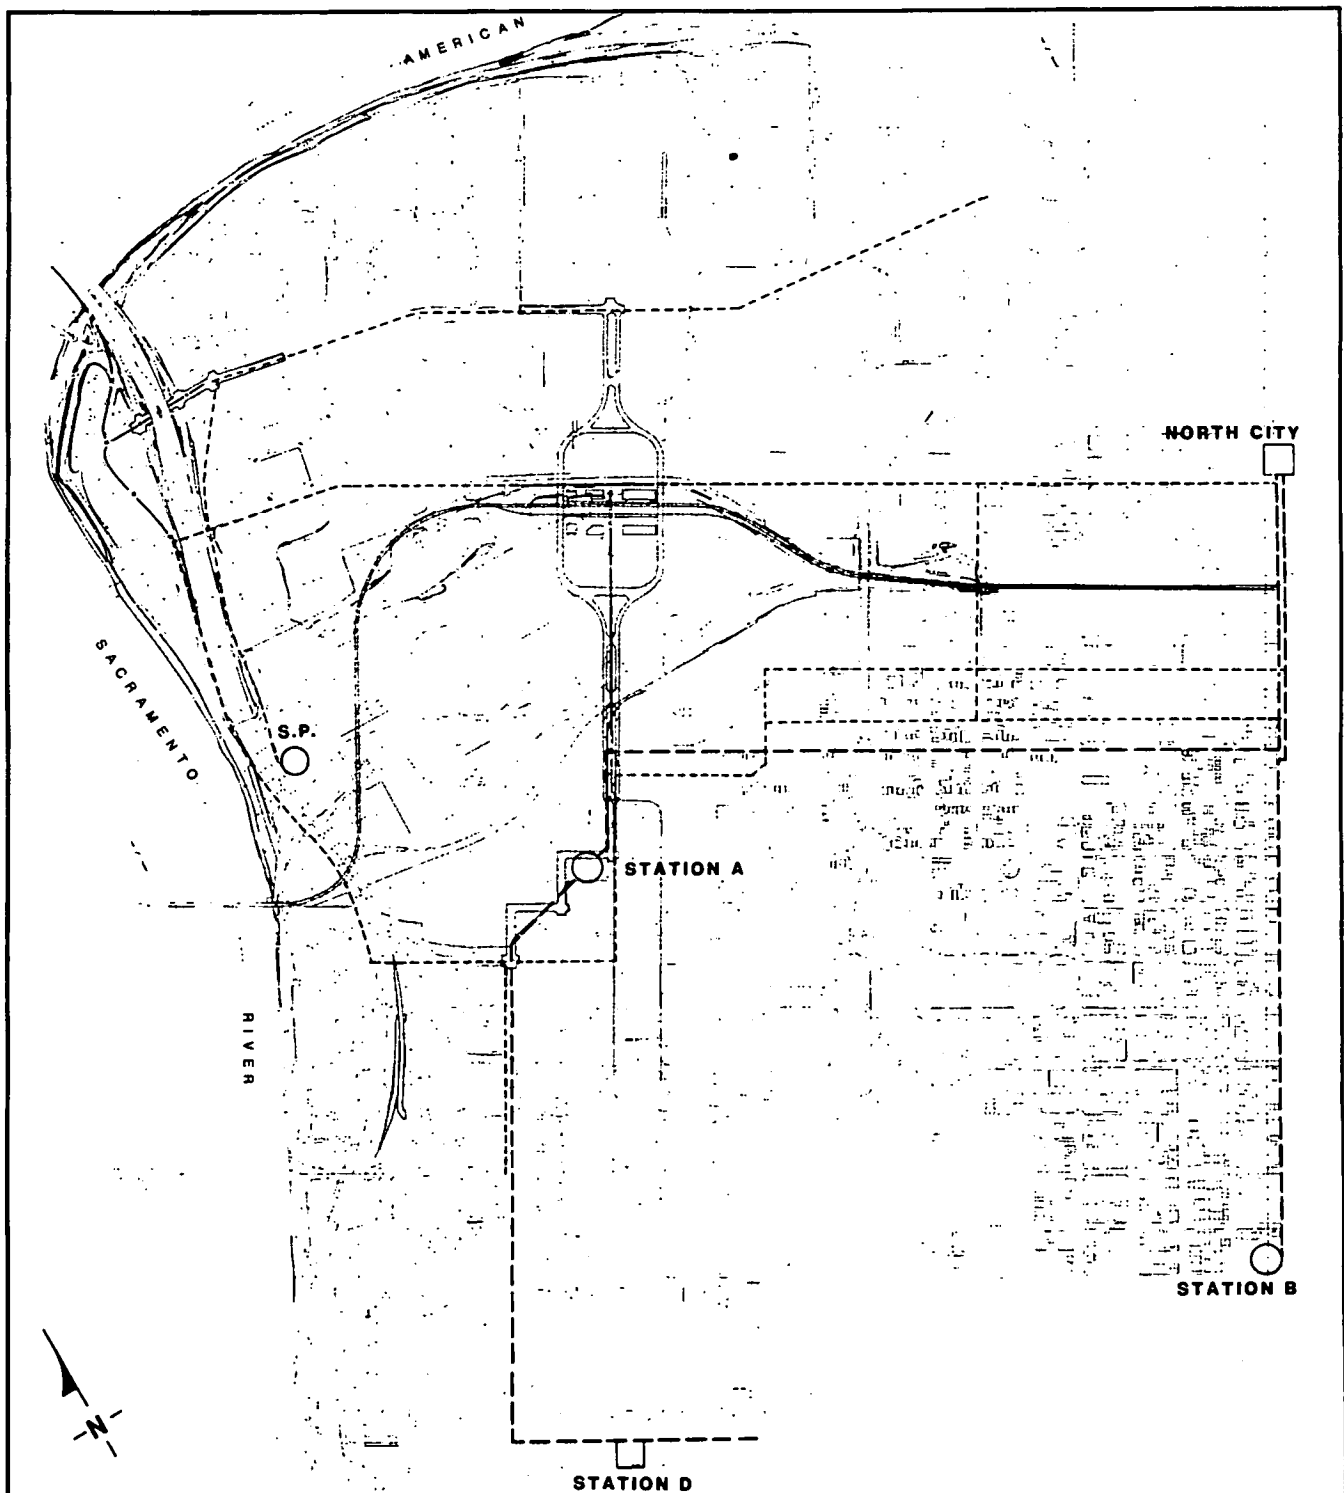 AMERICAN
NORTH CITY
SACRAMENTO
S.P.
STATION A
RIVER
STATION B
N
STATION D